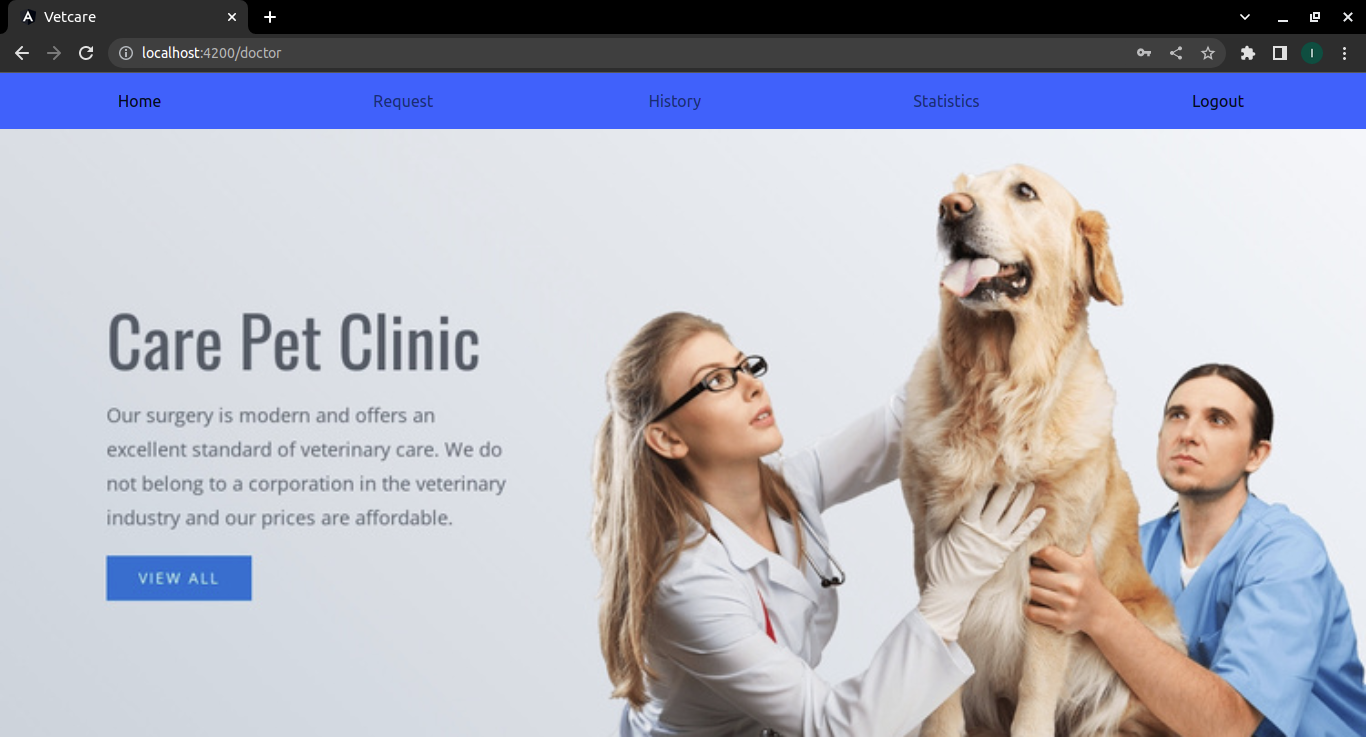 Vetcare
localhost:4200/doctor
I
Home Request History Statistics Logout
Care Pet Clinic
Our surgery is modern and offers an
excellent standard of veterinary care. We do
not belong to a corporation in the veterinary
industry and our prices are affordable.
VIEW ALL